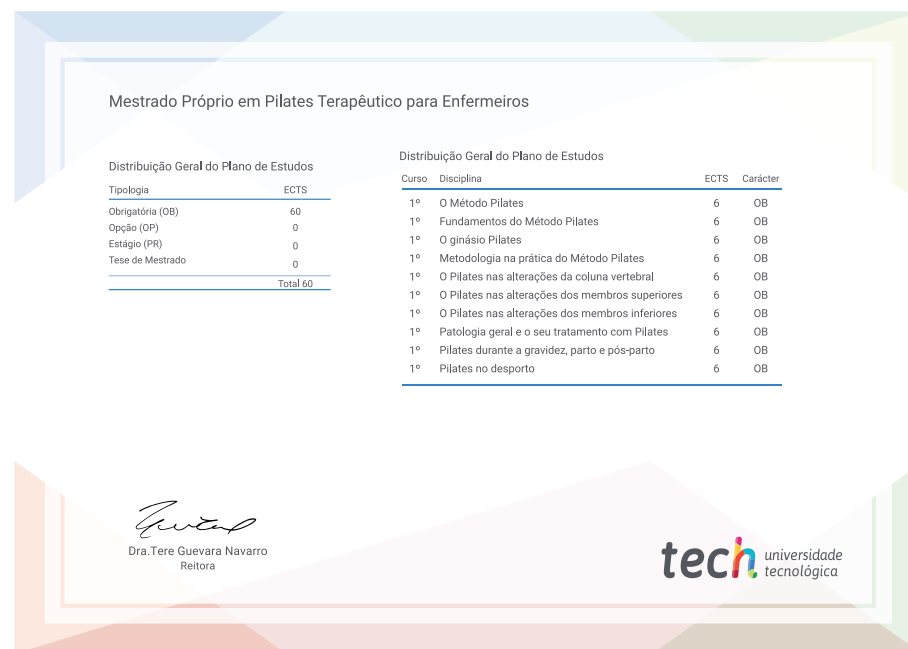 Mestrado Próprio em Pilates Terapêutico para Enfermeiros
Distribuição Geral do Plano de Estudos
Tipologia ECTS
Obrigatória (OB) 60
Opção (OP) 0
Estágio (PR) 0
Tese de Mestrado 0
Total 60
Distribuição Geral do Plano de Estudos
Curso Disciplina ECTS Carácter
1º O Método Pilates 6 OB
1º Fundamentos do Método Pilates 6 OB
1º O ginásio Pilates 6 OB
1º Metodologia na prática do Método Pilates 6 OB
1º O Pilates nas alterações da coluna vertebral 6 OB
1º O Pilates nas alterações dos membros superiores 6 OB
1º O Pilates nas alterações dos membros inferiores 6 OB
1º Patologia geral e o seu tratamento com Pilates 6 OB
1º Pilates durante a gravidez, parto e pós-parto 6 OB
1º Pilates no desporto 6 OB
Dra.Tere Guevara Navarro
Reitora
tech universidade
tecnológica